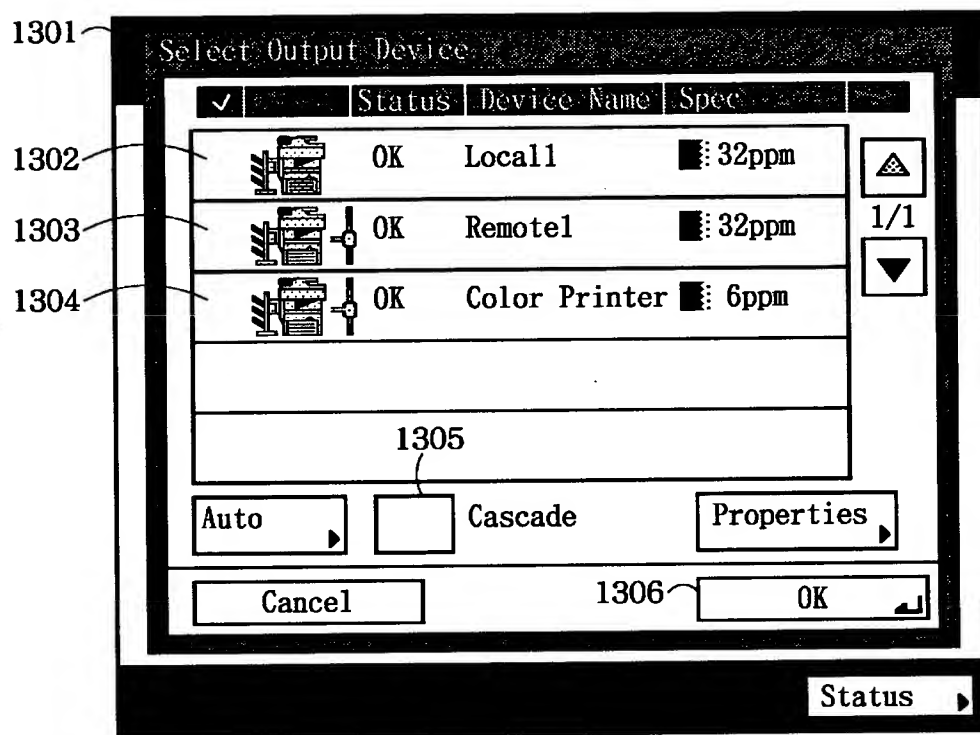 1301
Select Output Device
✓ Status Device Name Spec
1302 OK Local1 32ppm
1303 OK Remote1 32ppm
1/1
1304 OK Color Printer 6ppm
1305
Auto Cascade Properties
Cancel 1306 OK
Status